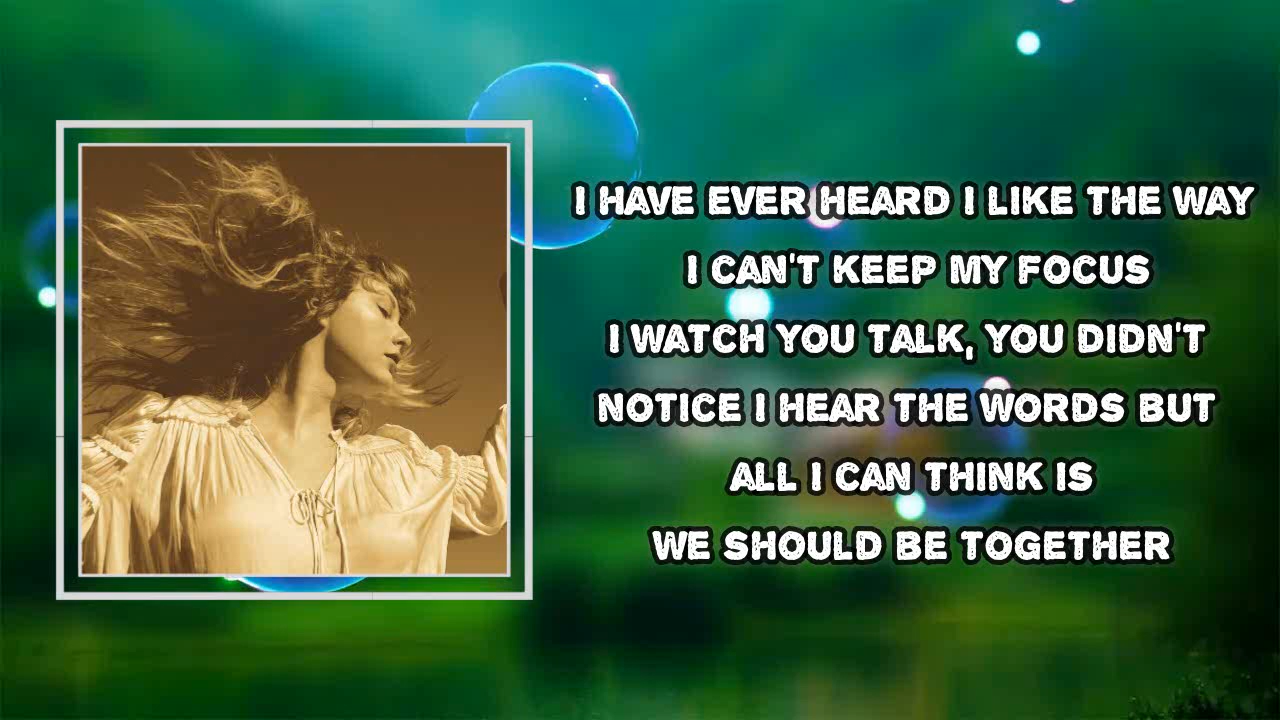 I HAVE EVER HEARD I LIKE THE WAY
I CAN'T KEEP MY FOCUS
I WATCH YOU TALK, YOU DIDN'T
NOTICE I HEAR THE WORDS BUT
ALL I CAN THINK IS
WE SHOULD BE TOGETHER